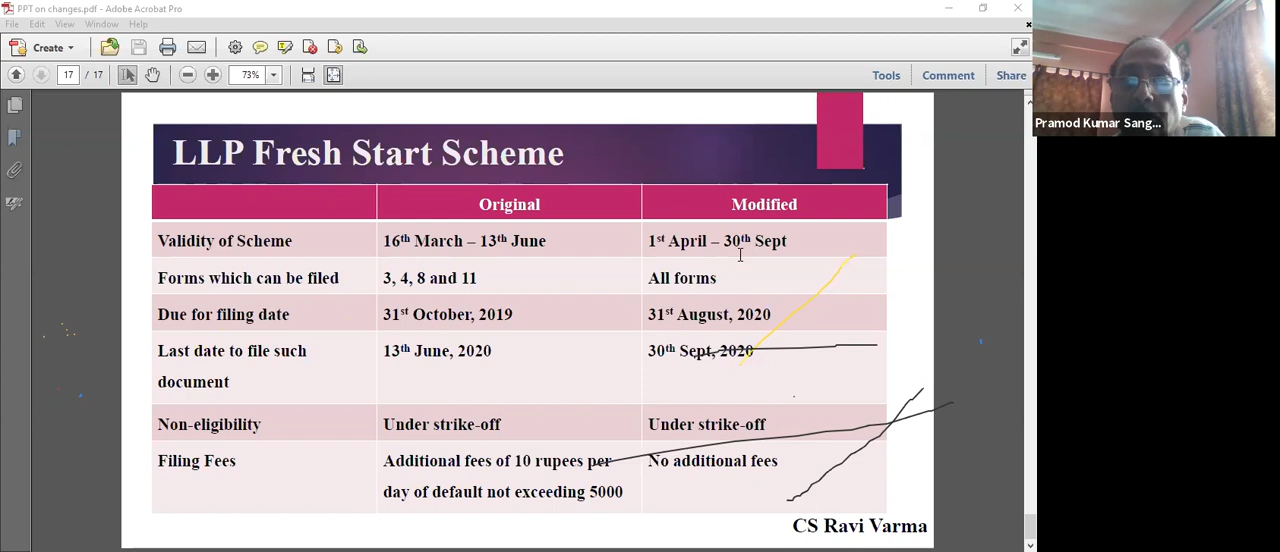 PPT on changes.pdf - Adobe Acrobat Pro
File Edit View Window Help
Create
17 / 17 73% Tools Comment Share
Pramod Kumar Sang...
LLP Fresh Start Scheme
Original Modified
Validity of Scheme 16th March – 13th June 1st April – 30th Sept
Forms which can be filed 3, 4, 8 and 11 All forms
Due for filing date 31st October, 2019 31st August, 2020
Last date to file such 13th June, 2020 30th Sept, 2020
document
Non-eligibility Under strike-off Under strike-off
Filing Fees Additional fees of 10 rupees per No additional fees
day of default not exceeding 5000
CS Ravi Varma